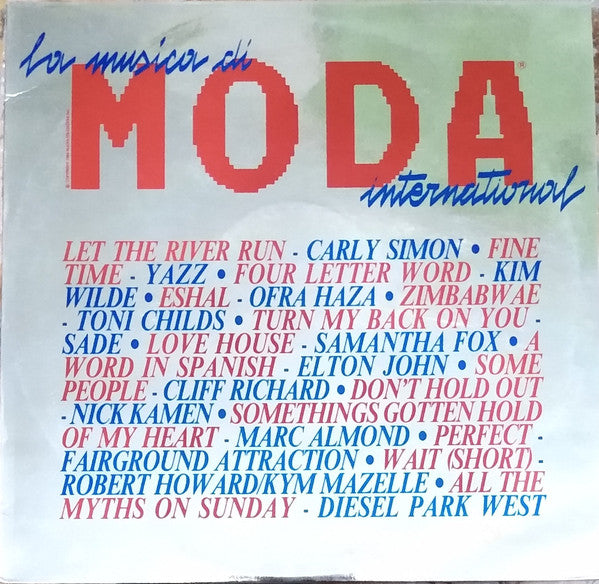 la musica di
MODA®
international
LET THE RIVER RUN - CARLY SIMON • FINE
TIME - YAZZ • FOUR LETTER WORD - KIM
WILDE • ESHAL - OFRA HAZA • ZIMBABWAE
- TONI CHILDS • TURN MY BACK ON YOU -
SADE • LOVE HOUSE - SAMANTHA FOX • A
WORD IN SPANISH - ELTON JOHN • SOME
PEOPLE - CLIFF RICHARD • DON'T HOLD OUT
- NICK KAMEN • SOMETHINGS GOTTEN HOLD
OF MY HEART - MARC ALMOND • PERFECT -
FAIRGROUND ATTRACTION • WAIT (SHORT) -
ROBERT HOWARD/KYM MAZELLE • ALL THE
MYTHS ON SUNDAY - DIESEL PARK WEST